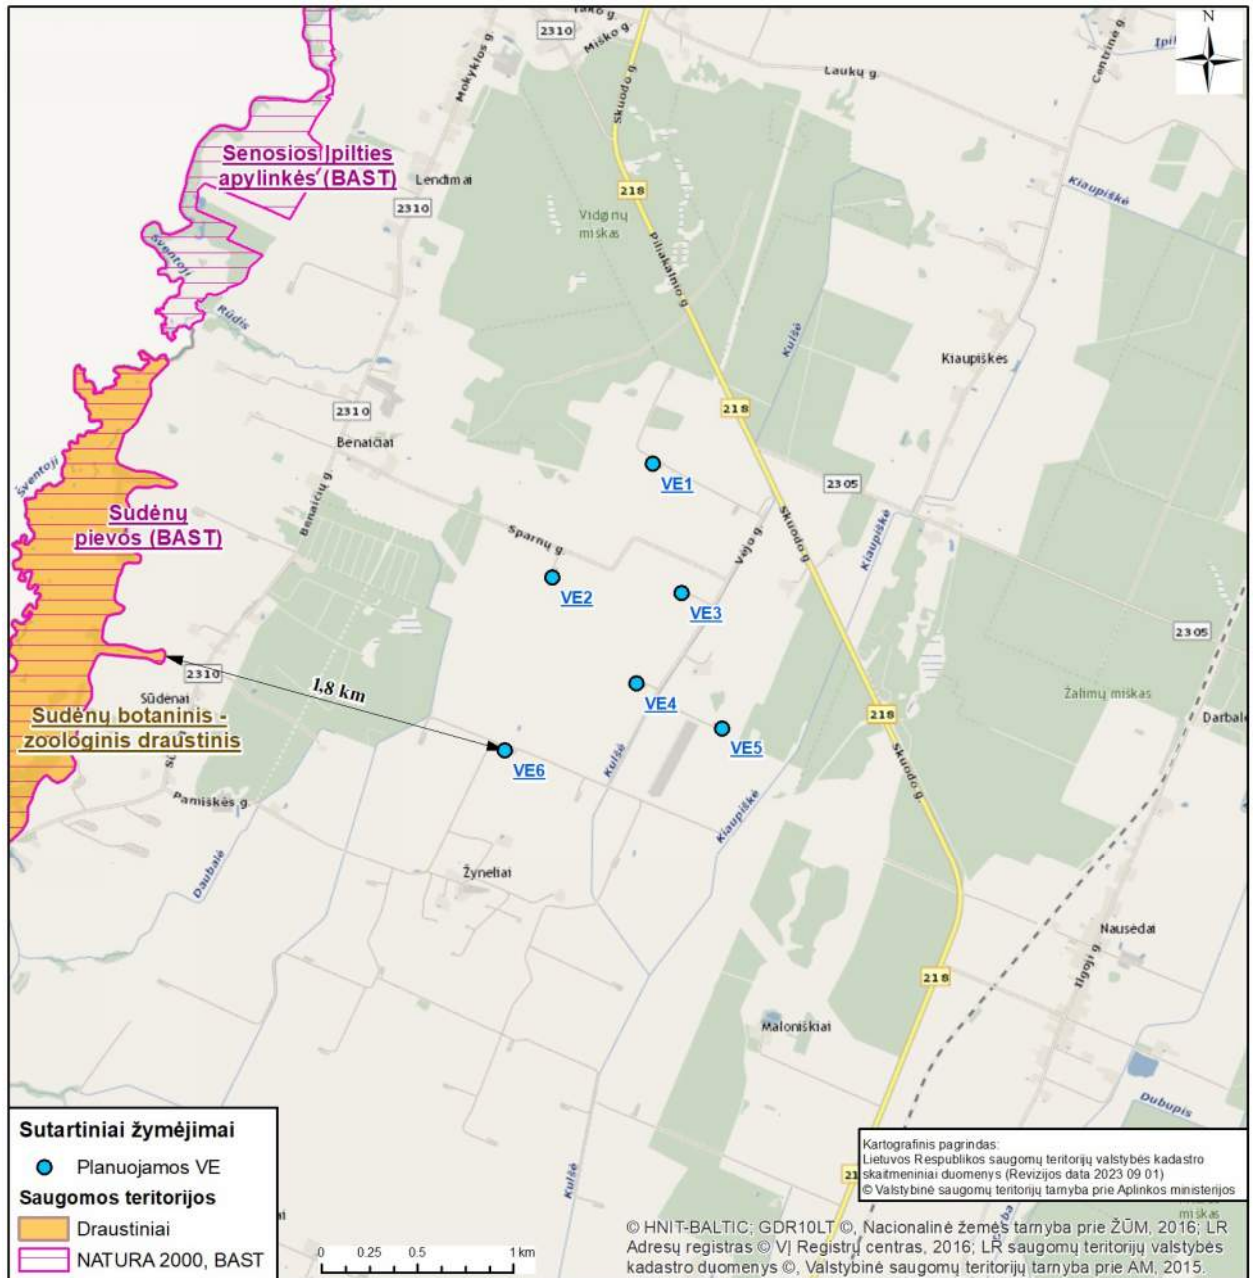 Tako g.
2310
Miško g.
Mokyklos g.
Skuodo g.
Laukų g.
Centrinė g.
N
Senosios Įpilties
apylinkės (BAST)
Lendimai
2310
218
Vidginų
miškas
Piliakalnio g.
Kiaupiškė
Šventoji
Rūdis
Kulšė
Kiaupiškės
2310
218
Benaičiai
Šventoji
VE1
2305
Benaičių g.
Sūdėnų
pievos (BAST)
Sparnų g.
Vėjo g.
Skuodo g.
Kiaupiškė
VE2
VE3
2305
2310
1,8 km
Sūdėnai
VE4
Žalimų miškas
Sudėnų botaninis -
zoologinis draustinis
218
Darbalė
VE5
VE6
Kulšė
Skuodo g.
Pamiškės g.
Kiaupiškė
Daubalė
Žyneliai
Nausėdai
Ilgoji g.
218
Maloniškiai
Dubupis
Kulšė
Sutartiniai žymėjimai
Planuojamos VE
Saugomos teritorijos
Draustiniai
NATURA 2000, BAST
0 0.25 0.5 1 km
Kartografinis pagrindas:
Lietuvos Respublikos saugomų teritorijų valstybės kadastro
skaitmeniniai duomenys (Revizijos data 2023 09 01)
© Valstybinė saugomų teritorijų tarnyba prie Aplinkos ministerijos
miškas
© HNIT-BALTIC; GDR10LT ©, Nacionalinė žemės tarnyba prie ŽŪM, 2016; LR
Adresų registras © VĮ Registrų centras, 2016; LR saugomų teritorijų valstybės
kadastro duomenys ©, Valstybinė saugomų teritorijų tarnyba prie AM, 2015.